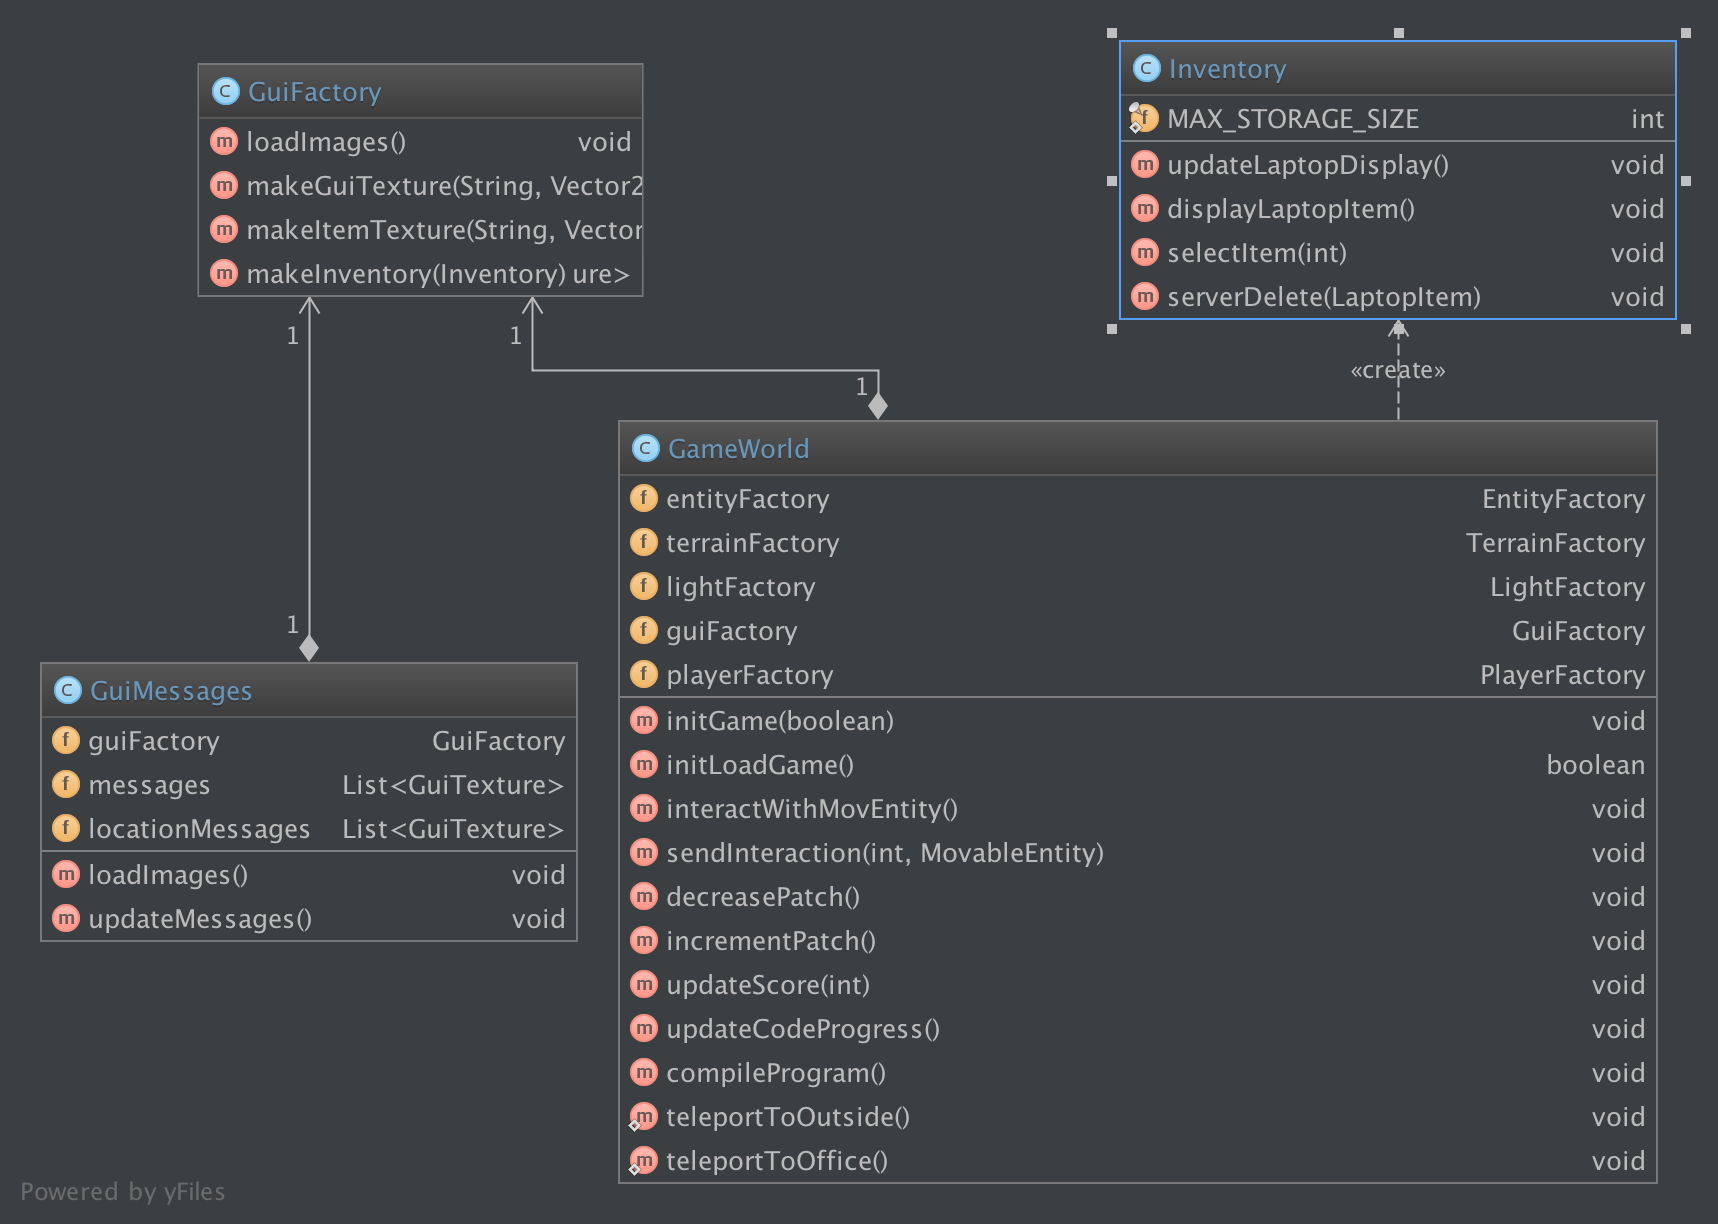 GuiFactory
loadImages() void
makeGuiTexture(String, Vector2
makeItemTexture(String, Vector
makeInventory(Inventory) ure>
1
1
Inventory
MAX_STORAGE_SIZE int
updateLaptopDisplay() void
displayLaptopItem() void
selectItem(int) void
serverDelete(LaptopItem) void
«create»
1
1
GuiMessages
guiFactory GuiFactory
messages List<GuiTexture>
locationMessages List<GuiTexture>
loadImages() void
updateMessages() void
GameWorld
entityFactory EntityFactory
terrainFactory TerrainFactory
lightFactory LightFactory
guiFactory GuiFactory
playerFactory PlayerFactory
initGame(boolean) void
initLoadGame() boolean
interactWithMovEntity() void
sendInteraction(int, MovableEntity) void
decreasePatch() void
incrementPatch() void
updateScore(int) void
updateCodeProgress() void
compileProgram() void
teleportToOutside() void
teleportToOffice() void
Powered by yFiles